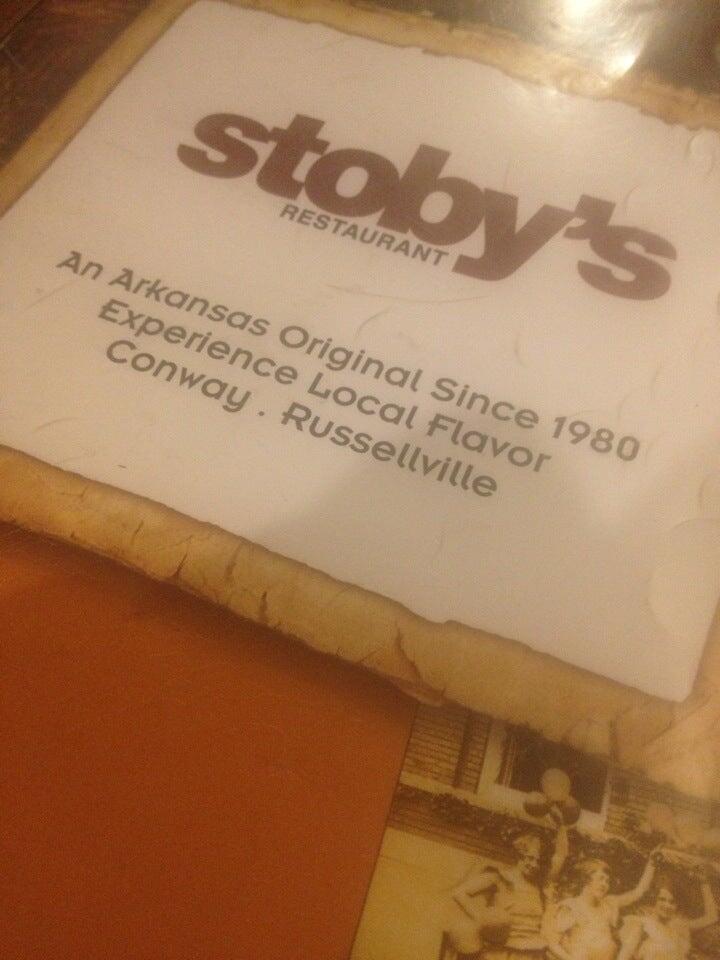 stoby's
RESTAURANT
An Arkansas Original Since 1980
Experience Local Flavor
Conway . Russellville